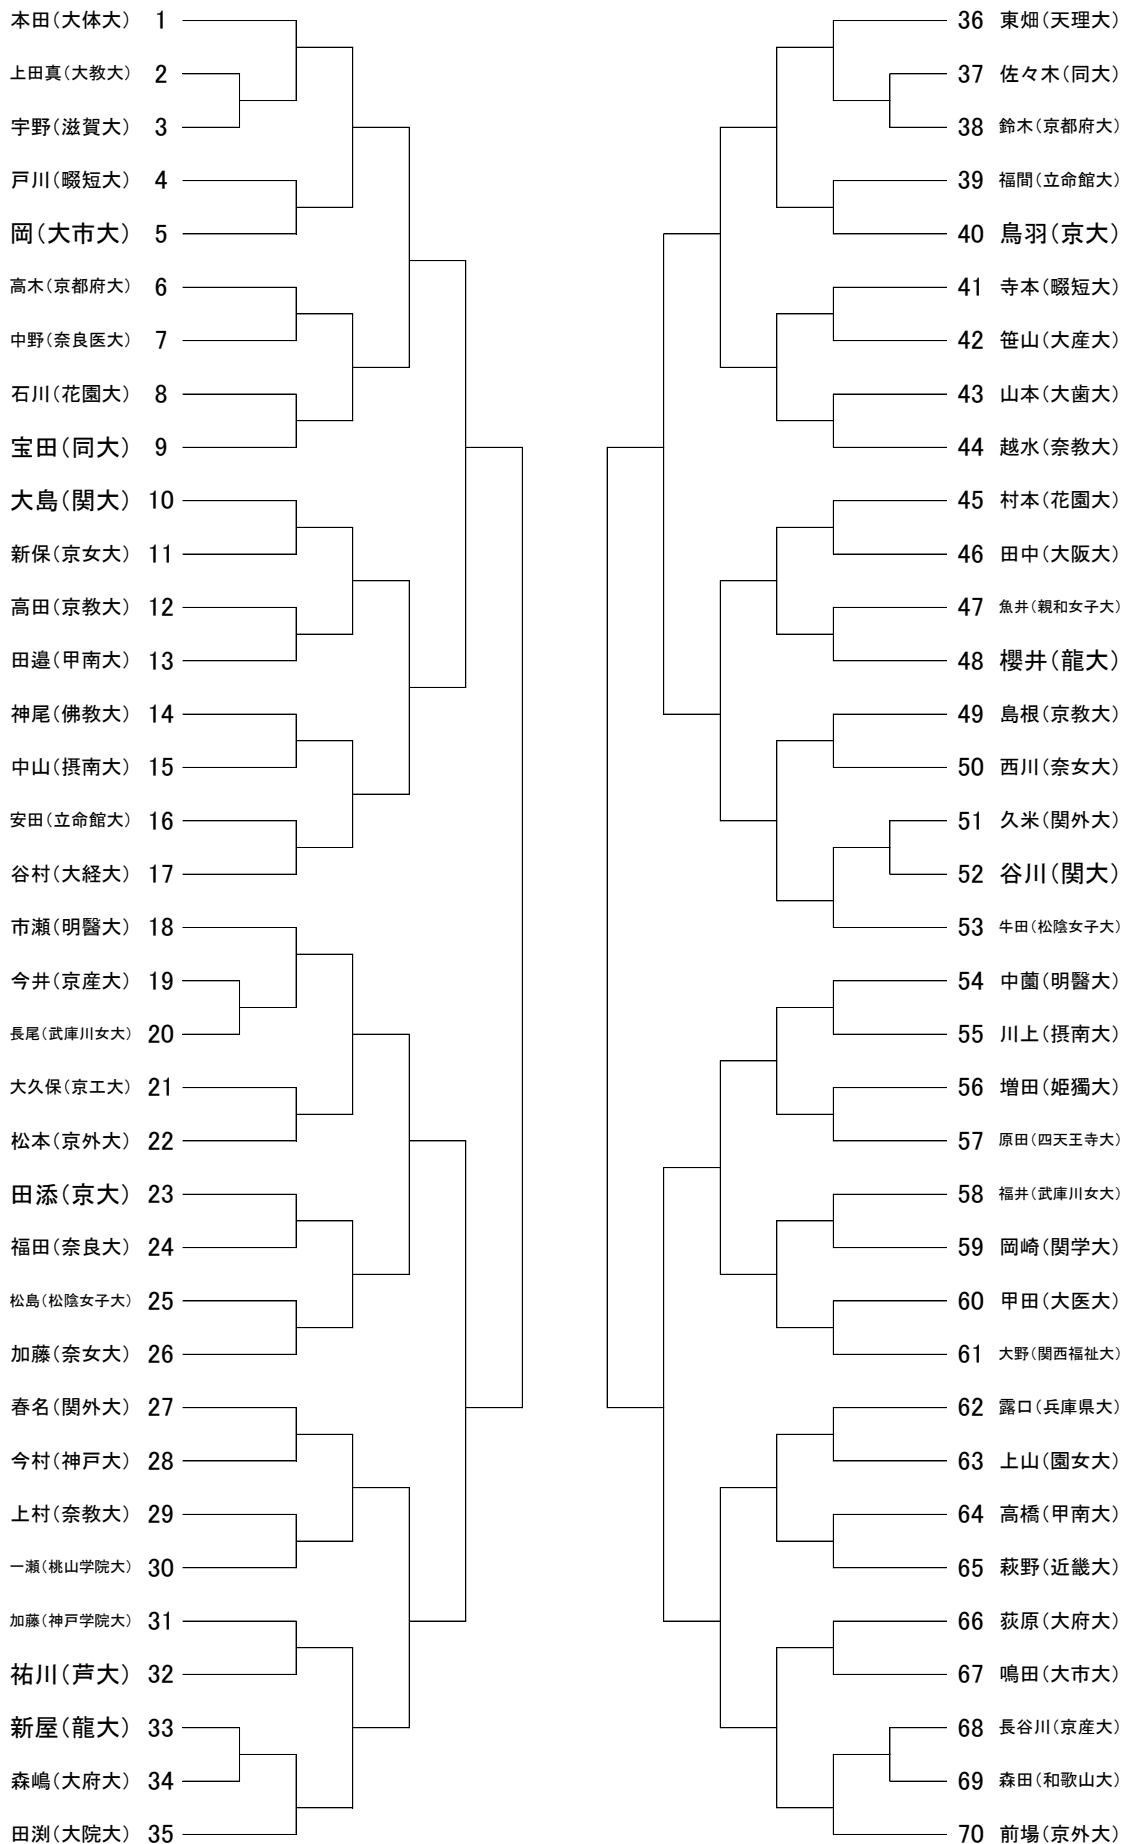 本田(大体大) 1
上田真(大教大) 2
宇野(滋賀大) 3
戸川(畷短大) 4
岡(大市大) 5
高木(京都府大) 6
中野(奈良医大) 7
石川(花園大) 8
宝田(同大) 9
大島(関大) 10
新保(京女大) 11
高田(京教大) 12
田邉(甲南大) 13
神尾(佛教大) 14
中山(摂南大) 15
安田(立命館大) 16
谷村(大経大) 17
市瀬(明醫大) 18
今井(京産大) 19
長尾(武庫川女大) 20
大久保(京工大) 21
松本(京外大) 22
田添(京大) 23
福田(奈良大) 24
松島(松陰女子大) 25
加藤(奈女大) 26
春名(関外大) 27
今村(神戸大) 28
上村(奈教大) 29
一瀬(桃山学院大) 30
加藤(神戸学院大) 31
祐川(芦大) 32
新屋(龍大) 33
森嶋(大府大) 34
田渕(大院大) 35
36 東畑(天理大)
37 佐々木(同大)
38 鈴木(京都府大)
39 福間(立命館大)
40 鳥羽(京大)
41 寺本(畷短大)
42 笹山(大産大)
43 山本(大歯大)
44 越水(奈教大)
45 村本(花園大)
46 田中(大阪大)
47 魚井(親和女子大)
48 櫻井(龍大)
49 島根(京教大)
50 西川(奈女大)
51 久米(関外大)
52 谷川(関大)
53 牛田(松陰女子大)
54 中薗(明醫大)
55 川上(摂南大)
56 増田(姫獨大)
57 原田(四天王寺大)
58 福井(武庫川女大)
59 岡崎(関学大)
60 甲田(大医大)
61 大野(関西福祉大)
62 露口(兵庫県大)
63 上山(園女大)
64 高橋(甲南大)
65 萩野(近畿大)
66 荻原(大府大)
67 鳴田(大市大)
68 長谷川(京産大)
69 森田(和歌山大)
70 前場(京外大)